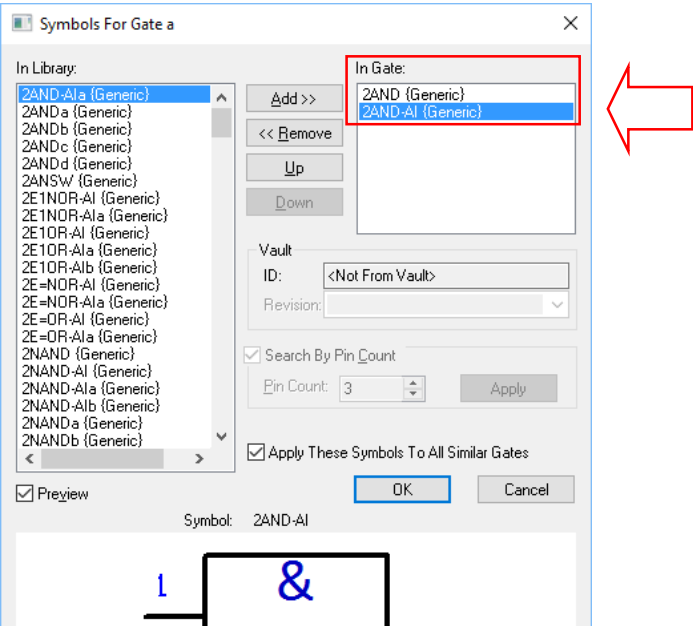 Symbols For Gate a
In Library:
2AND-AIa {Generic}
2ANDa {Generic}
2ANDb {Generic}
2ANDc {Generic}
2ANDd {Generic}
2ANSW {Generic}
2E1NOR-AI {Generic}
2E1NOR-AIa {Generic}
2E1OR-AI {Generic}
2E1OR-AIa {Generic}
2E1OR-AIb {Generic}
2E=NOR-AI {Generic}
2E=NOR-AIa {Generic}
2E=OR-AI {Generic}
2E=OR-AIa {Generic}
2NAND {Generic}
2NAND-AI {Generic}
2NAND-AIa {Generic}
2NAND-AIb {Generic}
2NANDa {Generic}
2NANDb {Generic}
Add >>
<< Remove
Up
Down
In Gate:
2AND {Generic}
2AND-AI {Generic}
Vault
ID: <Not From Vault>
Revision:
Search By Pin Count
Pin Count: 3 Apply
Apply These Symbols To All Similar Gates
OK Cancel
Preview
Symbol: 2AND-AI
1 &